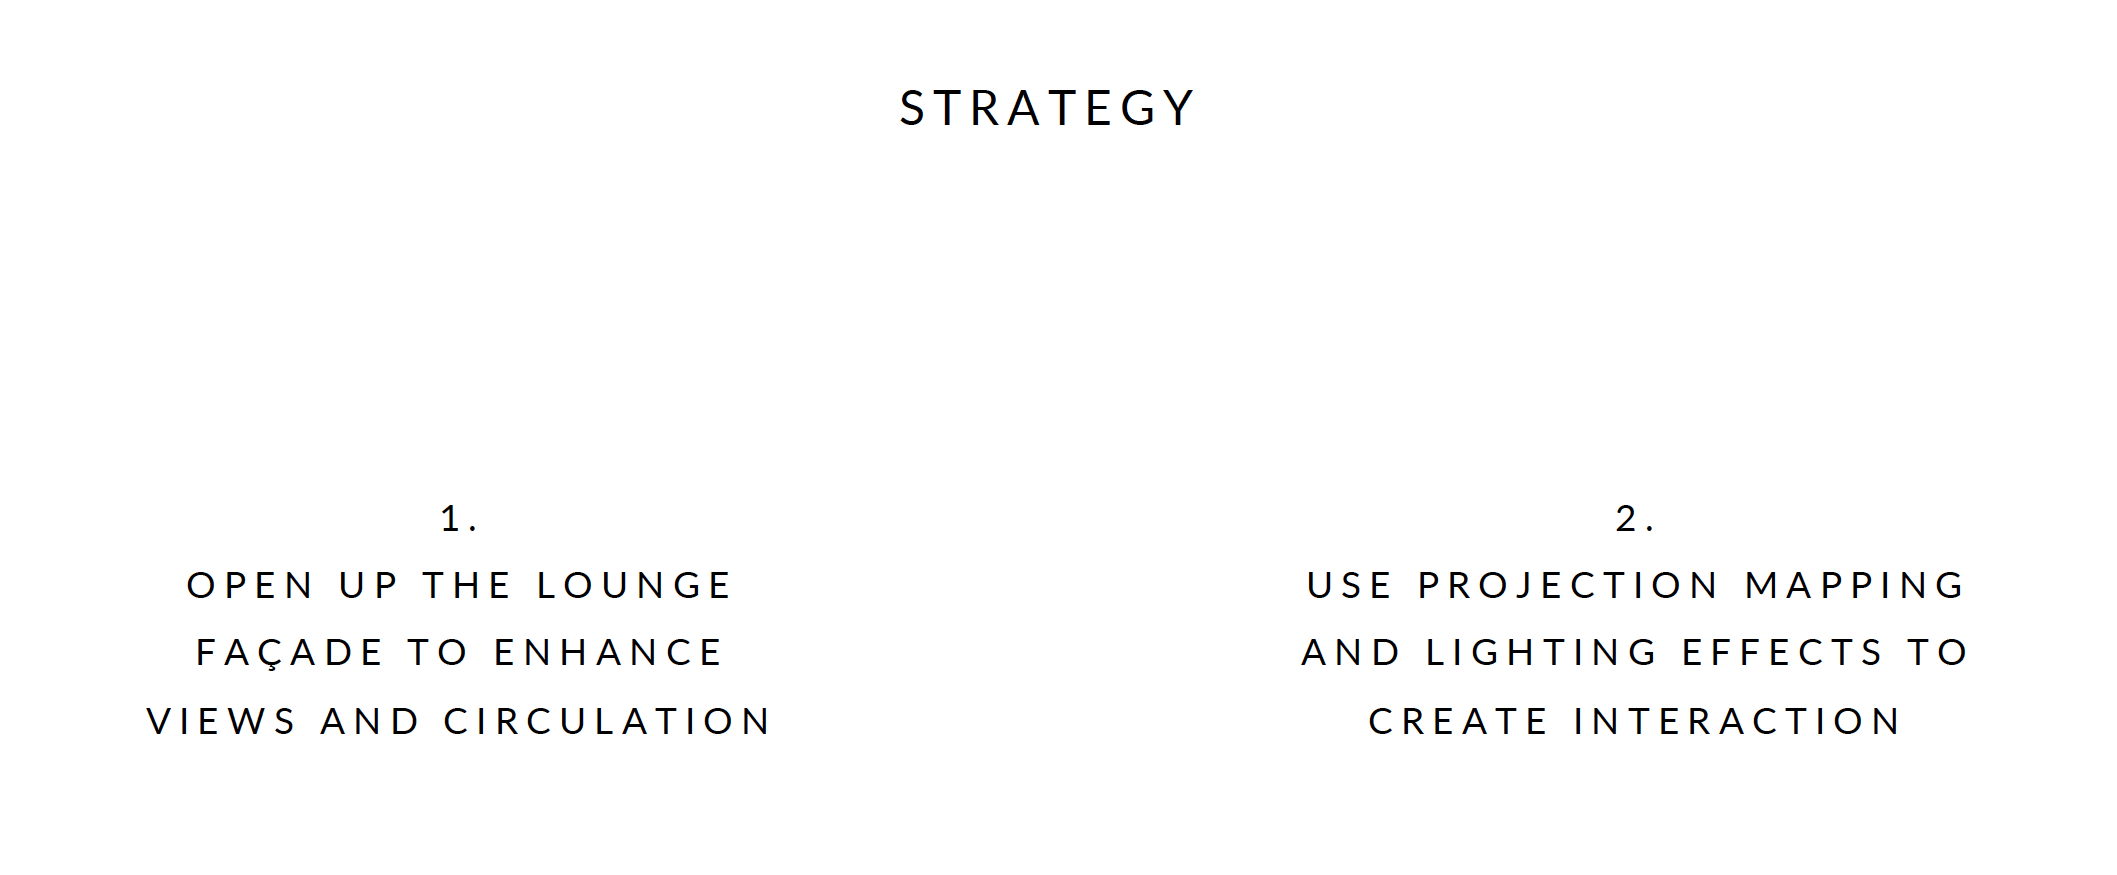 STRATEGY
1.
OPEN UP THE LOUNGE
FAÇADE TO ENHANCE
VIEWS AND CIRCULATION
2.
USE PROJECTION MAPPING
AND LIGHTING EFFECTS TO
CREATE INTERACTION